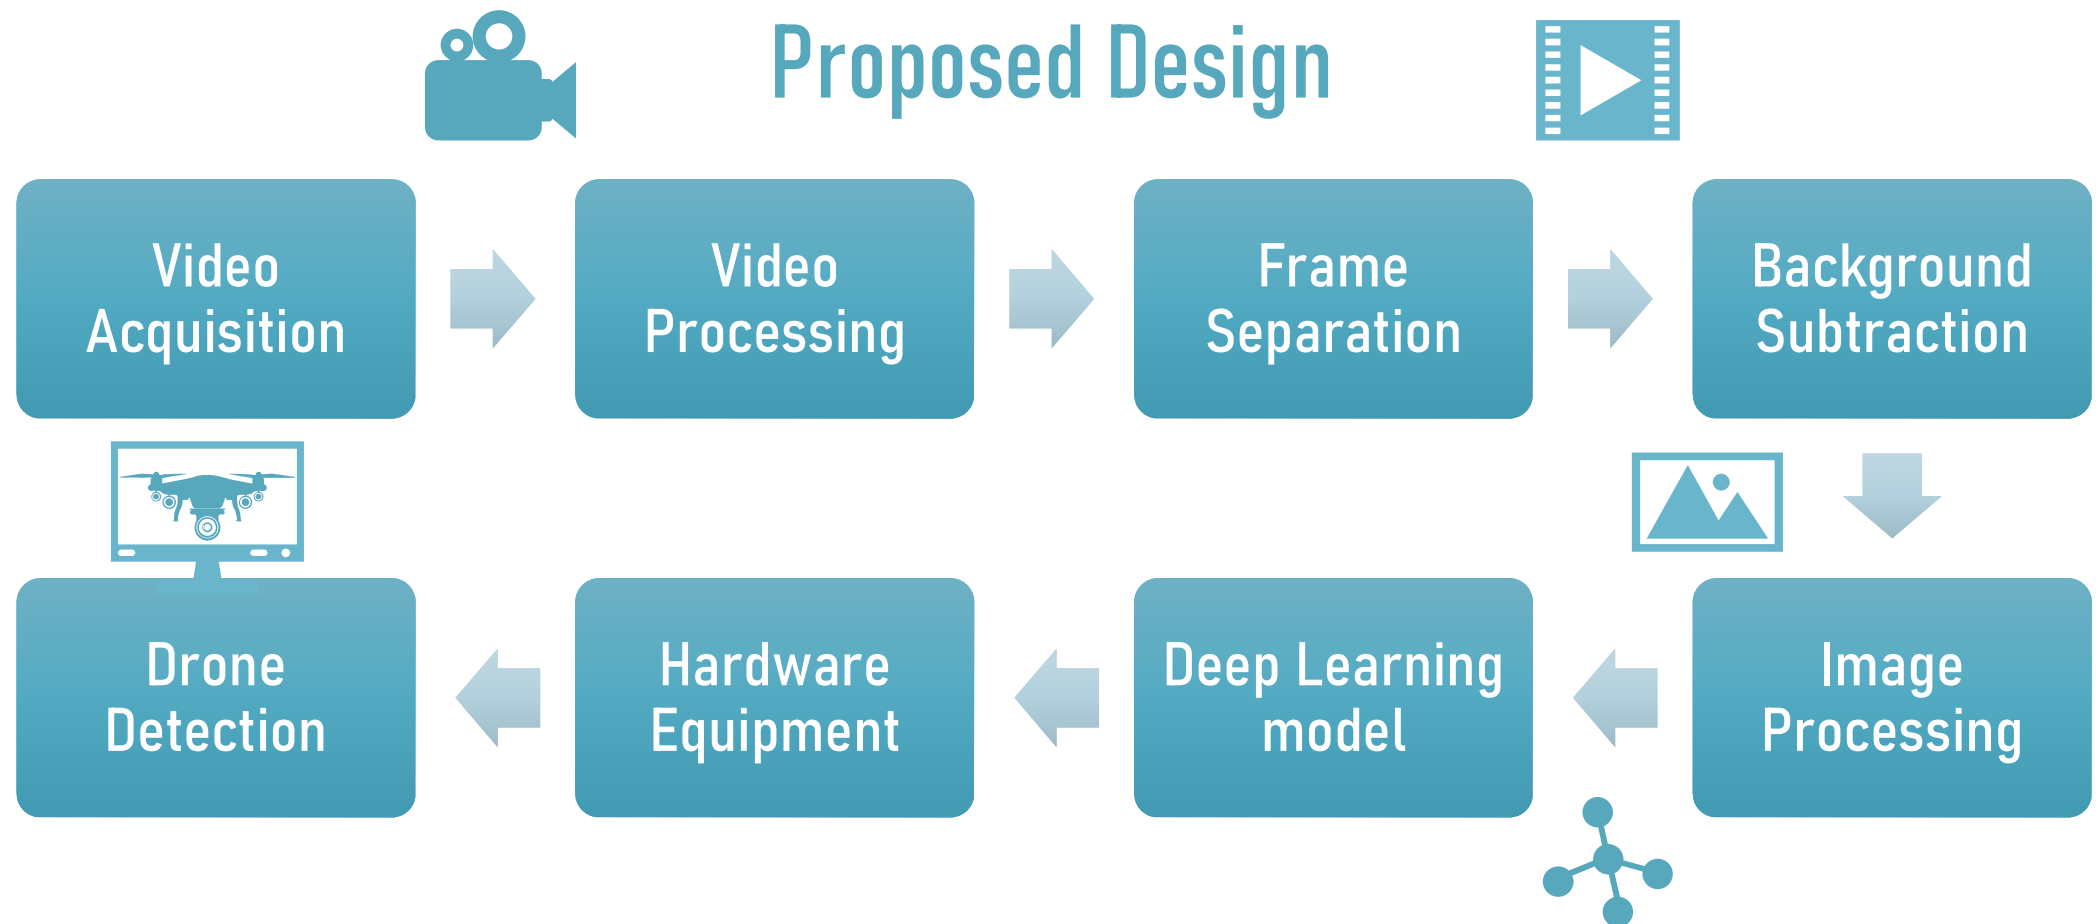 Proposed Design
Video
Acquisition
Video
Processing
Frame
Separation
Background
Subtraction
Image
Processing
Deep Learning
model
Hardware
Equipment
Drone
Detection